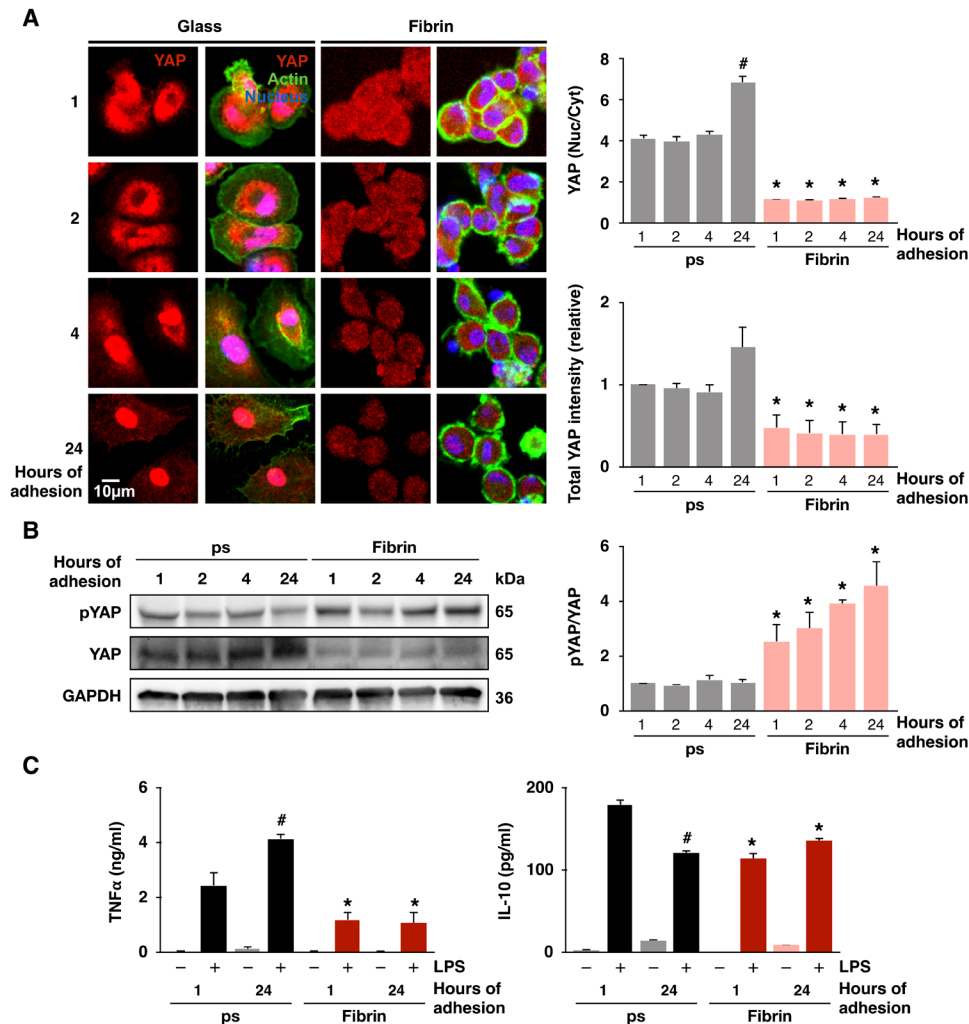 A
Glass
Fibrin
1
YAP
YAP
Actin
Nucleus
2
4
24
Hours of
adhesion
10μm
YAP (Nuc/Cyt)
8
6
4
2
0
#
* * * *
1 2 4 24 1 2 4 24
Hours of
adhesion
ps
Fibrin
Total YAP intensity (relative)
2
1
0
* * * *
1 2 4 24 1 2 4 24
Hours of
adhesion
ps
Fibrin
B
ps
Fibrin
Hours of
adhesion
1 2 4 24 1 2 4 24 kDa
pYAP 65
YAP 65
GAPDH 36
pYAP/YAP
6
4
2
0
* * * *
1 2 4 24 1 2 4 24
Hours of
adhesion
ps
Fibrin
C
TNFα (ng/ml)
6
4
2
0
#
* *
– + – + – + – + LPS
1 24 1 24
Hours of
adhesion
ps
Fibrin
IL-10 (pg/ml)
200
100
0
#
* *
– + – + – + – + LPS
1 24 1 24
Hours of
adhesion
ps
Fibrin